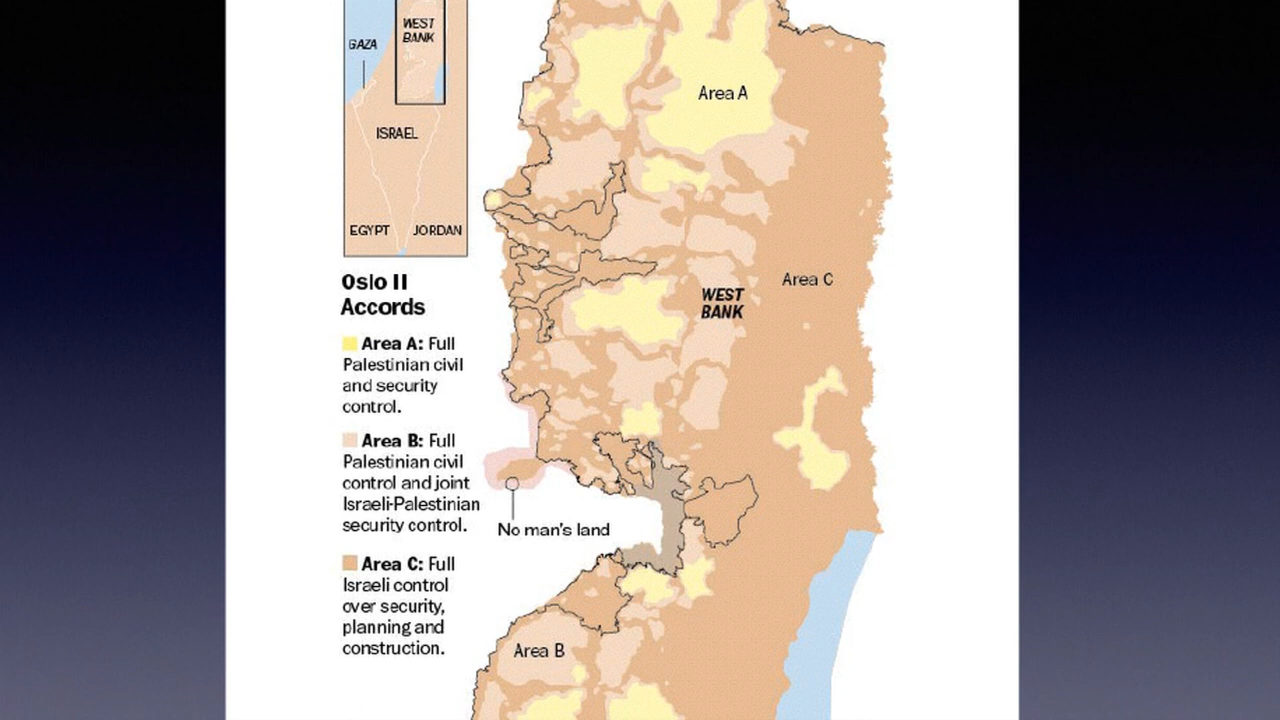 WEST
BANK
GAZA
ISRAEL
EGYPT
JORDAN
Oslo II
Accords
Area A: Full
Palestinian civil
and security
control.
Area B: Full
Palestinian civil
control and joint
Israeli-Palestinian
security control.
Area C: Full
Israeli control
over security,
planning and
construction.
Area A
Area C
WEST
BANK
No man's land
Area B